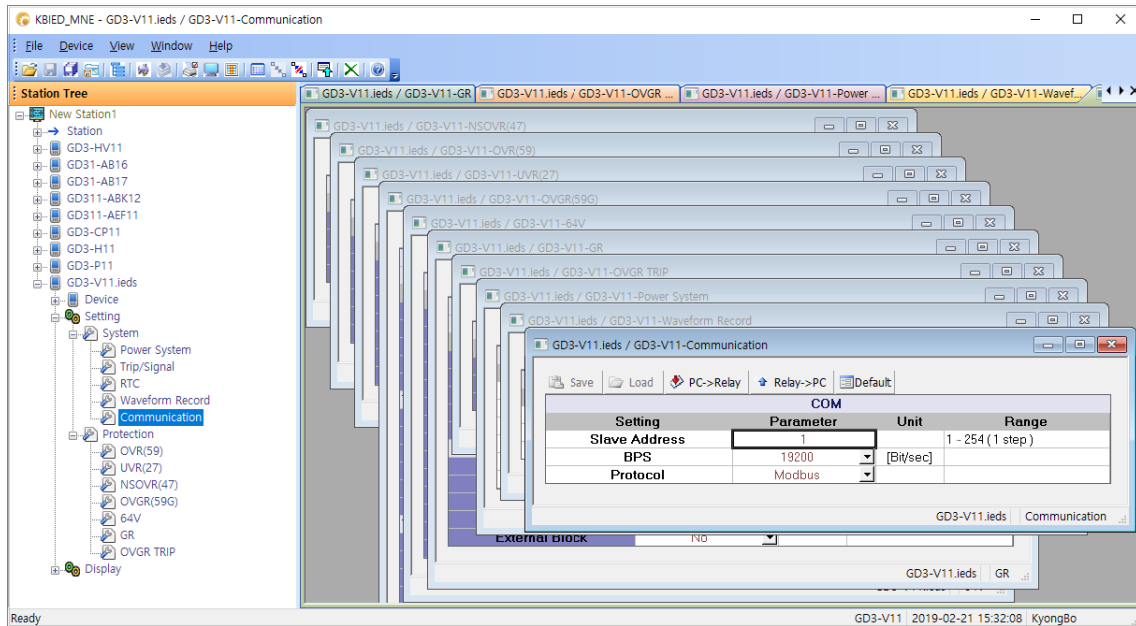 KBIED_MNE - GD3-V11.ieds / GD3-V11-Communication
File Device View Window Help
Station Tree
New Station1
Station
GD3-HV11
GD31-AB16
GD31-AB17
GD311-ABK12
GD311-AEF11
GD3-CP11
GD3-H11
GD3-P11
GD3-V11.ieds
Device
Setting
System
Power System
Trip/Signal
RTC
Waveform Record
Communication
Protection
OVR(59)
UVR(27)
NSOVR(47)
OVGR(59G)
64V
GR
OVGR TRIP
Display
GD3-V11.ieds / GD3-V11-GR GD3-V11.ieds / GD3-V11-OVGR ... GD3-V11.ieds / GD3-V11-Power ... GD3-V11.ieds / GD3-V11-Wavef...
GD3-V11.ieds / GD3-V11-NSOVR(47)
GD3-V11.ieds / GD3-V11-OVR(59)
GD3-V11.ieds / GD3-V11-UVR(27)
GD3-V11.ieds / GD3-V11-OVGR(59G)
GD3-V11.ieds / GD3-V11-64V
GD3-V11.ieds / GD3-V11-GR
GD3-V11.ieds / GD3-V11-OVGR TRIP
GD3-V11.ieds / GD3-V11-Power System
GD3-V11.ieds / GD3-V11-Waveform Record
GD3-V11.ieds / GD3-V11-Communication
Save Load PC->Relay Relay->PC Default
COM
Setting Parameter Unit Range
Slave Address 1 1 - 254 ( 1 step )
BPS 19200 [Bit/sec]
Protocol Modbus
GD3-V11.ieds Communication
External Block No
GD3-V11.ieds GR
Ready GD3-V11 2019-02-21 15:32:08 KyongBo